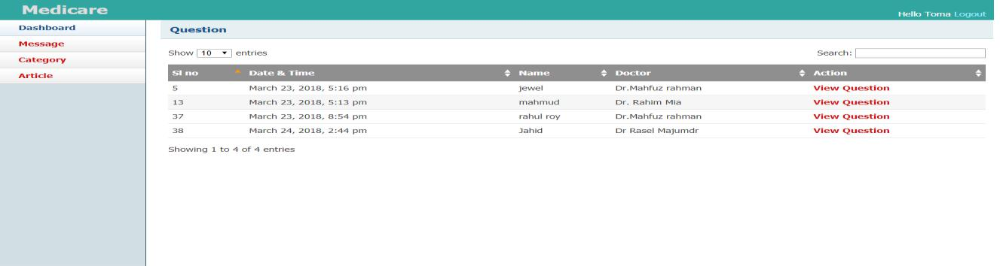 Medicare
Hello Toma Logout
Dashboard
Message
Category
Article
Question
Show 10 entries
Search:
Sl no Date & Time Name Doctor Action
5 March 23, 2018, 5:16 pm jewel Dr.Mahfuz rahman View Question
13 March 23, 2018, 5:13 pm mahmud Dr. Rahim Mia View Question
37 March 23, 2018, 8:54 pm rahul roy Dr.Mahfuz rahman View Question
38 March 24, 2018, 2:44 pm Jahid Dr Rasel Majumdr View Question
Showing 1 to 4 of 4 entries